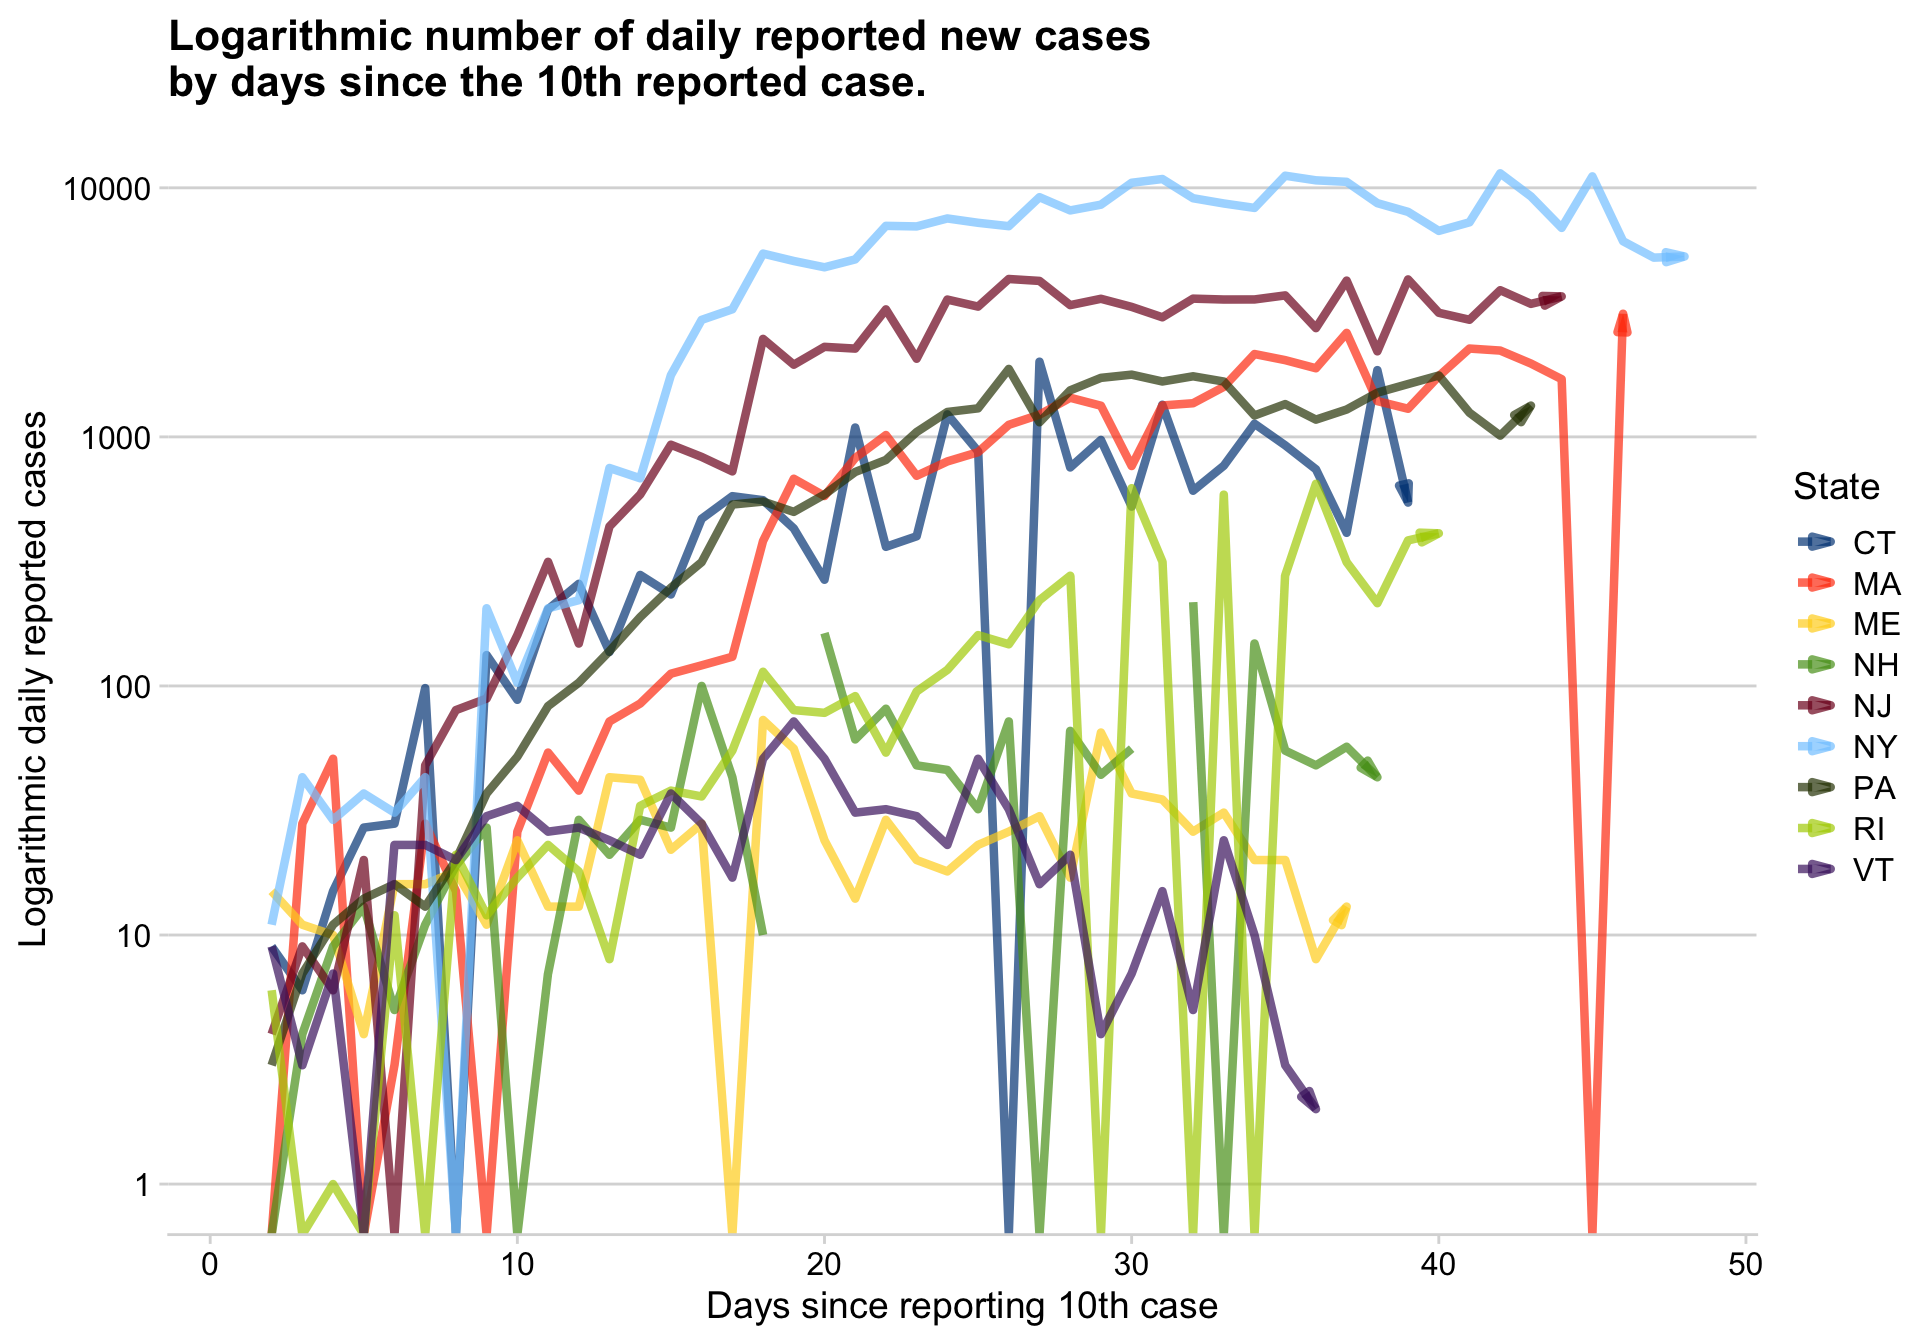 Logarithmic number of daily reported new cases
by days since the 10th reported case.
10000
1000
100
10
1
Logarithmic daily reported cases
0
10
20
30
40
50
Days since reporting 10th case
State
CT
MA
ME
NH
NJ
NY
PA
RI
VT